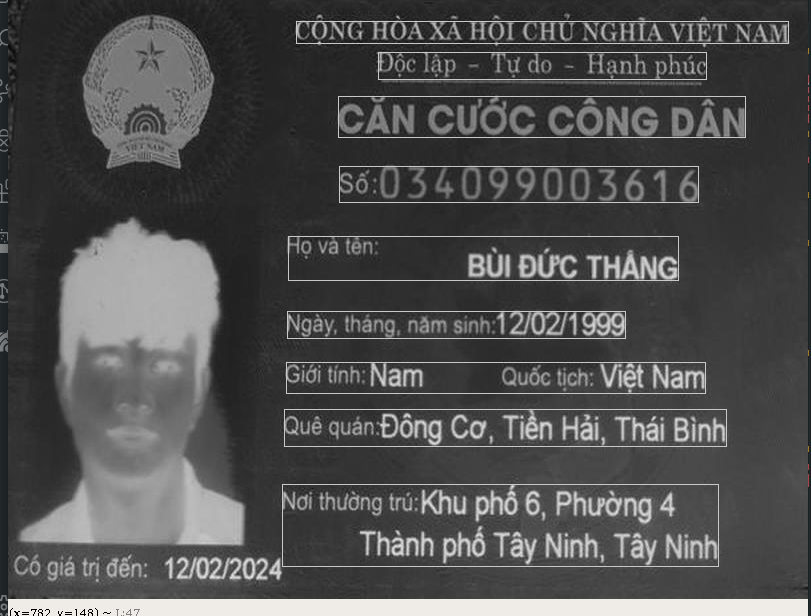 CỘNG HÒA XÃ HỘI CHỦ NGHĨA VIỆT NAM
Độc lập - Tự do - Hạnh phúc
CĂN CƯỚC CÔNG DÂN
Số: 034099003616
Họ và tên:
BÙI ĐỨC THẮNG
Ngày, tháng, năm sinh: 12/02/1999
Giới tính: Nam Quốc tịch: Việt Nam
Quê quán: Đông Cơ, Tiền Hải, Thái Bình
Nơi thường trú: Khu phố 6, Phường 4
Thành phố Tây Ninh, Tây Ninh
Có giá trị đến: 12/02/2024
VIỆT NAM
(x=782, y=148) ~ L:47